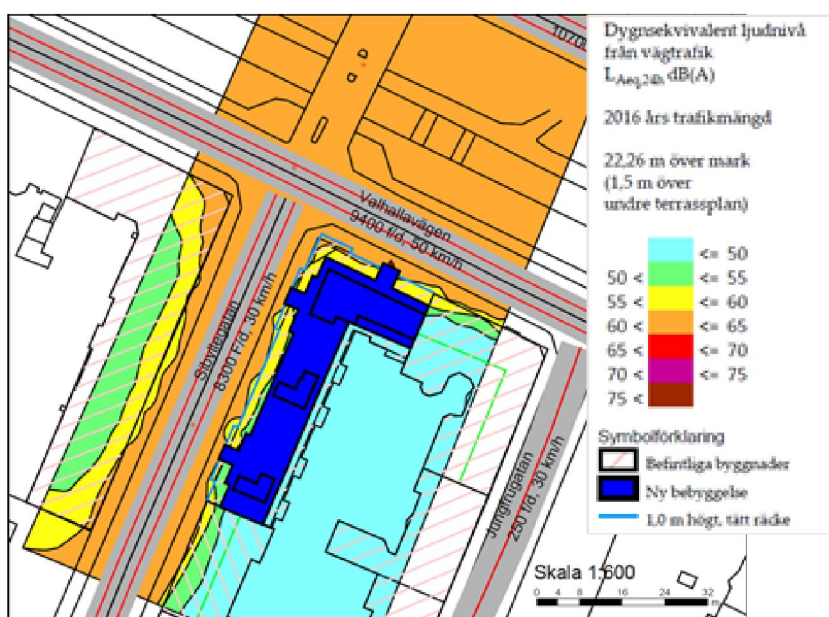 1070
Valhallavägen
9400 f/d, 50 km/h
Sibyllegatan
8300 F/d, 30 km/h
Jungfrugatan
250 f/d, 30 km/h
Dygnsekvivalent ljudnivå
från vägtrafik
LAeq,24h, dB(A)
2016 års trafikmängd
22,26 m över mark
(1,5 m över
undre terrassplan)
<= 50
50 < <= 55
55 < <= 60
60 < <= 65
65 < <= 70
70 < <= 75
75 <
Symbolförklaring
Befintliga byggnader
Ny bebyggelse
1,0 m högt, tätt räcke
Skala 1:600
0 4 8 16 24 32
m